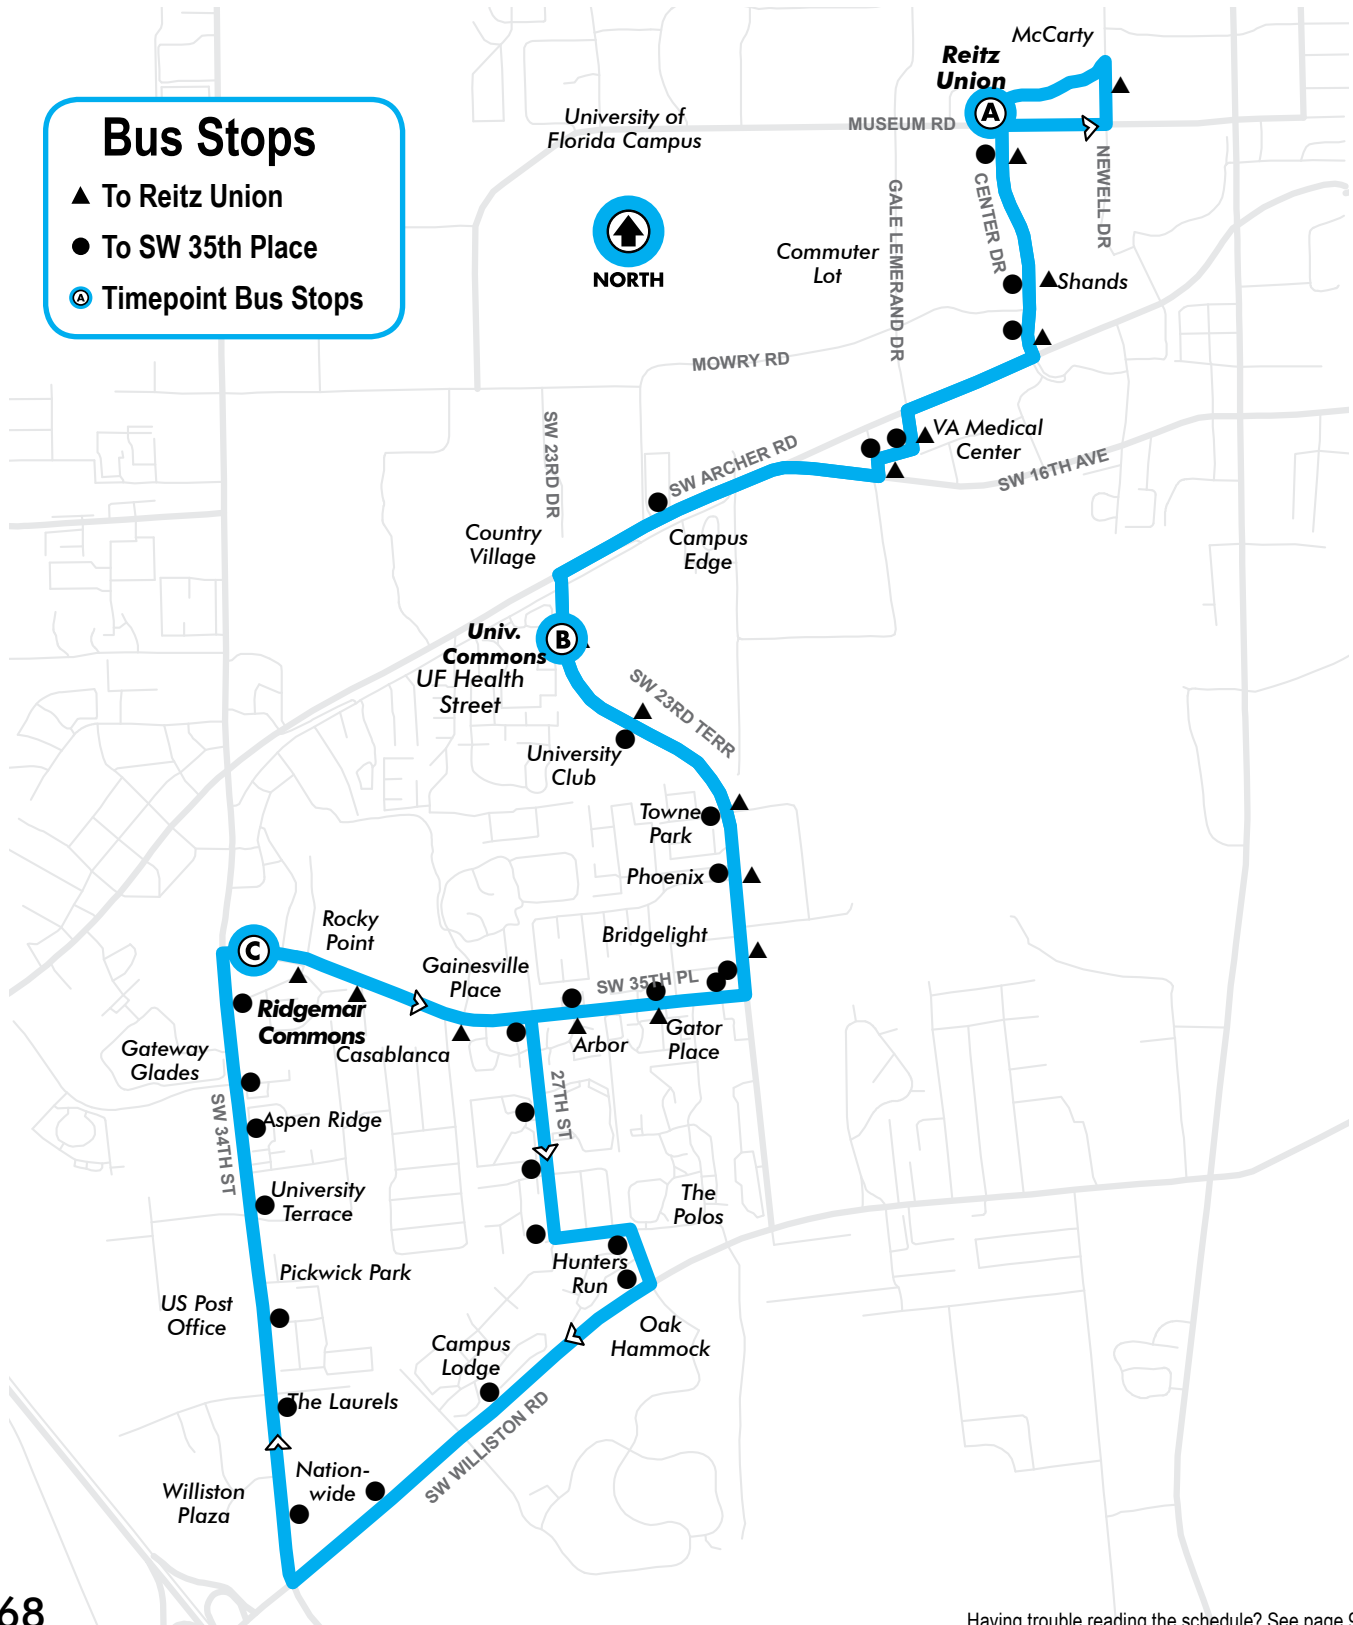 McCarty
Reitz
Union
A
MUSEUM RD
University of
Florida Campus
Bus Stops
To Reitz Union
To SW 35th Place
A Timepoint Bus Stops
NORTH
NEWELL DR
CENTER DR
GALE LEMERAND DR
Commuter
Lot
Shands
MOWRY RD
VA Medical
Center
SW 16TH AVE
SW ARCHER RD
SW 23RD DR
Country
Village
Campus
Edge
Univ.
Commons
B
UF Health
Street
SW 23RD TERR
University
Club
Towne
Park
Phoenix
Bridgelight
Rocky
Point
C
Gainesville
Place
SW 35TH PL
Ridgemar
Commons
Casablanca
Arbor
Gator
Place
Gateway
Glades
Aspen Ridge
SW 34TH ST
27TH ST
University
Terrace
The
Polos
Hunters
Run
Pickwick Park
US Post
Office
Oak
Hammock
Campus
Lodge
The Laurels
SW WILLISTON RD
Nation-
wide
Williston
Plaza
68
Having trouble reading the schedule? See page 9